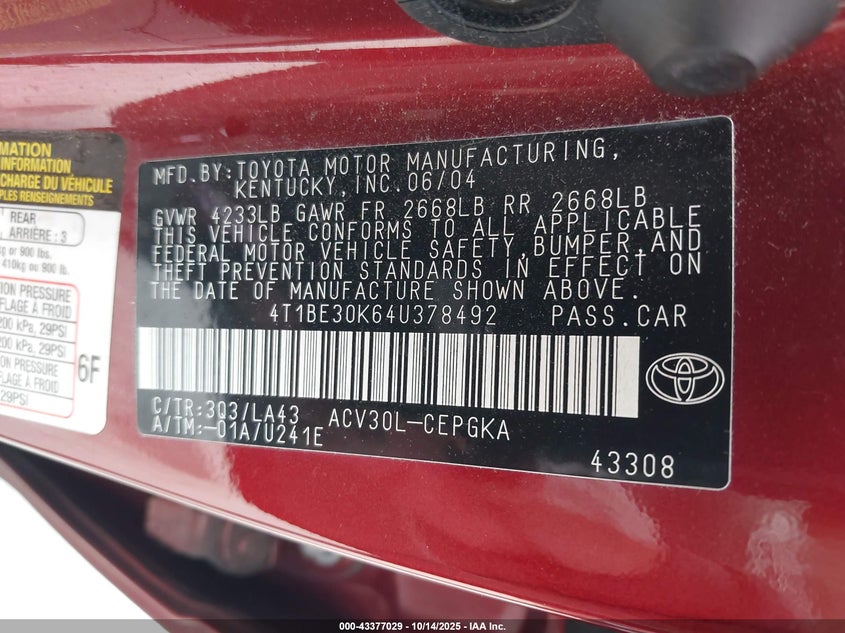 MATION
INFORMATION.
CHARGE DU VÉHICULE
PLES RENSEIGNEMENTS
REAR
ARRIÈRE : 3
kg or 900 lbs.
410kg ou 900 lb.
ION PRESSURE
FLAGE À FROID
200 kPa, 29PSI
200 kPa, 29PSI
ION PRESSURE
FLAGE À FROID
29PSI
6F
MFD. BY:TOYOTA MOTOR MANUFACTURING,
KENTUCKY, INC. 06/04
GVWR 4233LB GAWR FR 2668LB RR 2668LB
THIS VEHICLE CONFORMS TO ALL APPLICABLE
FEDERAL MOTOR VEHICLE SAFETY, BUMPER, AND
THEFT PREVENTION STANDARDS IN EFFECT ON
THE DATE OF MANUFACTURE SHOWN ABOVE.
4T1BE30K64U378492 PASS.CAR
C/TR:3Q3/LA43 ACV30L-CEPGKA
A/TM:-01A/U241E
43308
000-43377029 - 10/14/2025 - IAA Inc.